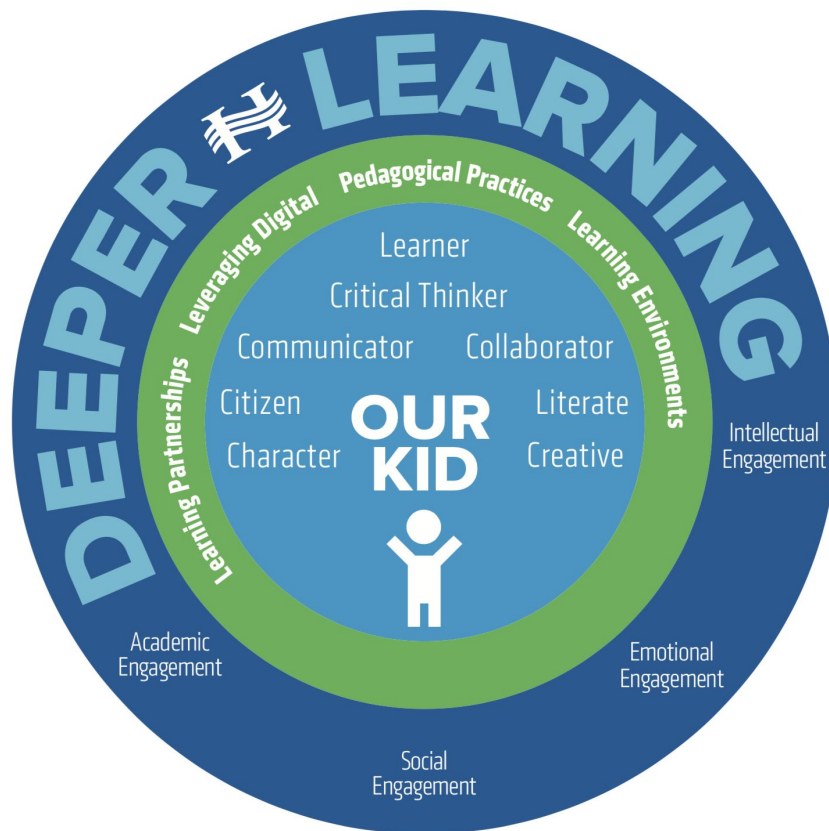 DEEPER H LEARNING
Learning Partnerships
Leveraging Digital
Pedagogical Practices
Learning Environments
Learner
Critical Thinker
Communicator
Collaborator
Citizen
Literate
Character
Creative
OUR
KID
Intellectual
Engagement
Academic
Engagement
Emotional
Engagement
Social
Engagement